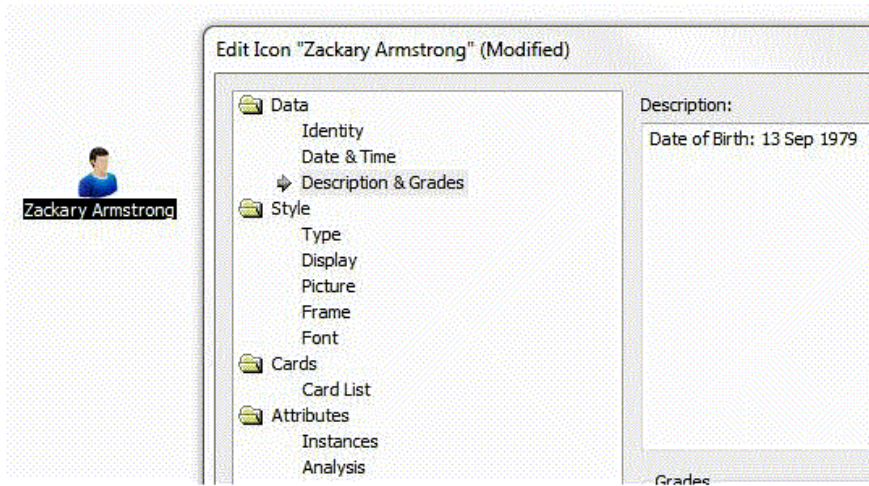 Edit Icon "Zackary Armstrong" (Modified)
Zackary Armstrong
Data
Identity
Date & Time
Description & Grades
Style
Type
Display
Picture
Frame
Font
Cards
Card List
Attributes
Instances
Analysis
Description:
Date of Birth: 13 Sep 1979
Grades